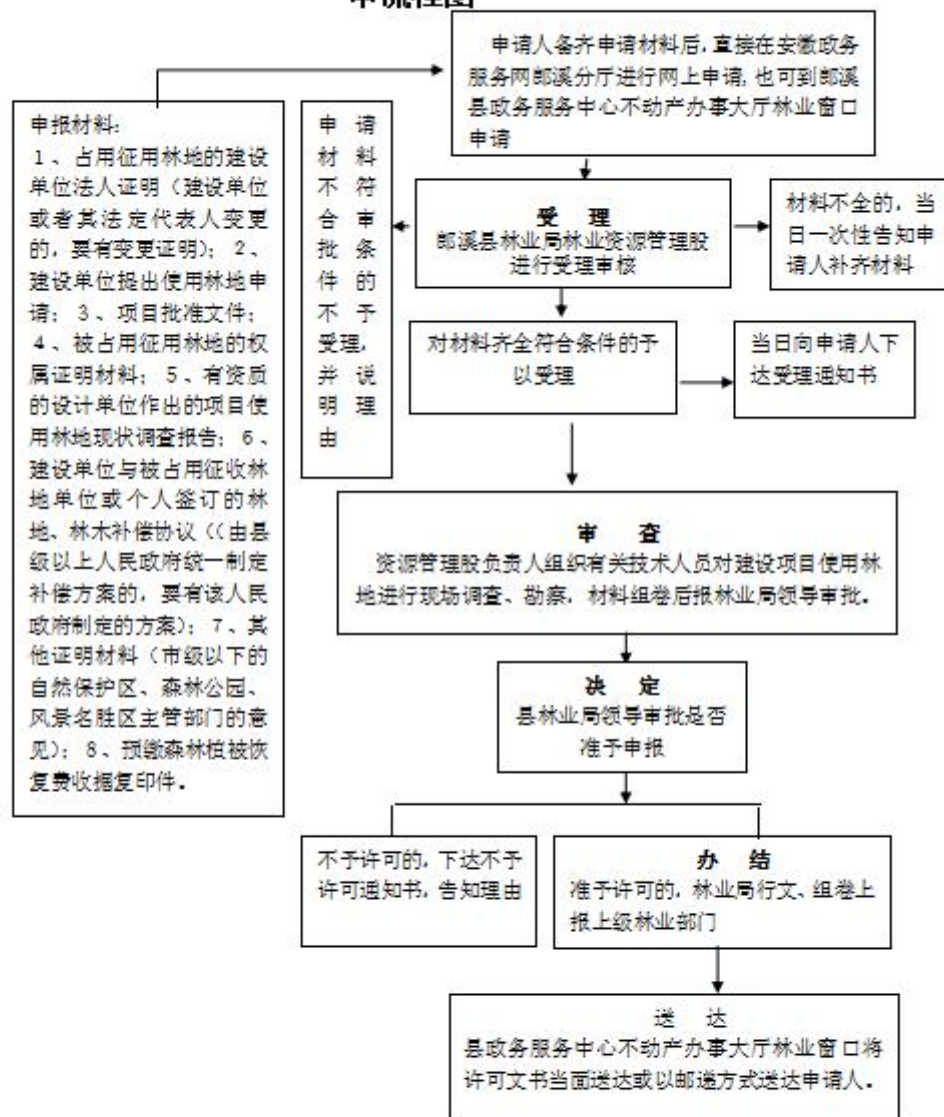 审流程图
申请人备齐申请材料后,直接在安徽政务
服务网郎溪分厅进行网上申请,也可到郎溪
县政务服务中心不动产办事大厅林业窗口
申请
申报材料:
1、占用征用林地的建设
单位法人证明(建设单位
或者其法定代表人变更
的,要有变更证明);2、
建设单位提出使用林地申
请;3、项目批准文件;
4、被占用征用林地的权
属证明材料;5、有资质
的设计单位作出的项目使
用林地现状调查报告;6、
建设单位与被占用征收林
地单位或个人签订的林
地、林木补偿协议((由县
级以上人民政府统一制定
补偿方案的,要有该人民
政府制定的方案);7、其
他证明材料(市级以下的
自然保护区、森林公园、
风景名胜区主管部门的意
见);8、预缴森林植被恢
复费收据复印件。
申 请
材 料
不 符
合 审
批 条
件 的
不 予
受理,
并 说
明 理
由
受 理
郎溪县林业局林业资源管理股
进行受理审核
材料不全的,当
日一次性告知申
请人补齐材料
对材料齐全符合条件的予
以受理
当日向申请人下
达受理通知书
审 查
资源管理股负责人组织有关技术人员对建设项目使用林
地进行现场调查、勘察,材料组卷后报林业局领导审批。
决 定
县林业局领导审批是否
准予申报
不予许可的,下达不予
许可通知书,告知理由
办 结
准予许可的,林业局行文、组卷上
报上级林业部门
送 达
县政务服务中心不动产办事大厅林业窗口将
许可文书当面送达或以邮递方式送达申请人。